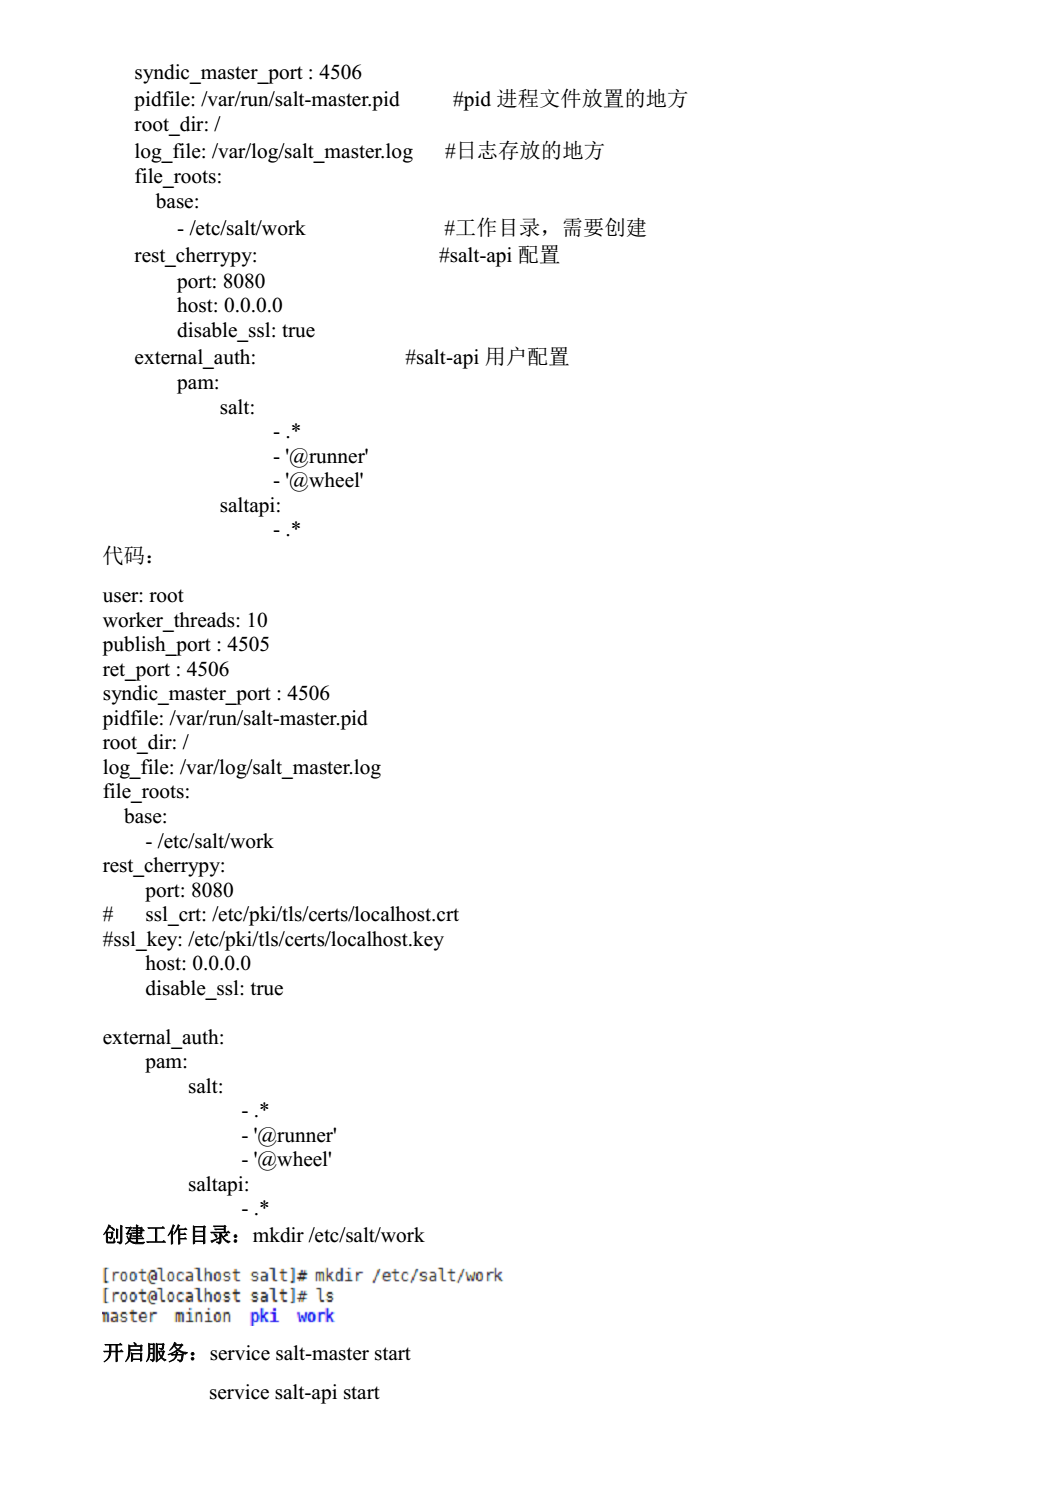 syndic_master_port : 4506
pidfile: /var/run/salt-master.pid #pid 进程文件放置的地方
root_dir: /
log_file: /var/log/salt_master.log #日志存放的地方
file_roots:
base:
- /etc/salt/work #工作目录，需要创建
rest_cherrypy: #salt-api 配置
port: 8080
host: 0.0.0.0
disable_ssl: true
external_auth: #salt-api 用户配置
pam:
salt:
- .*
- '@runner'
- '@wheel'
saltapi:
- .*
代码：
user: root
worker_threads: 10
publish_port : 4505
ret_port : 4506
syndic_master_port : 4506
pidfile: /var/run/salt-master.pid
root_dir: /
log_file: /var/log/salt_master.log
file_roots:
base:
- /etc/salt/work
rest_cherrypy:
port: 8080
# ssl_crt: /etc/pki/tls/certs/localhost.crt
#ssl_key: /etc/pki/tls/certs/localhost.key
host: 0.0.0.0
disable_ssl: true
external_auth:
pam:
salt:
- .*
- '@runner'
- '@wheel'
saltapi:
- .*
创建工作目录：mkdir /etc/salt/work
[root@localhost salt]# mkdir /etc/salt/work
[root@localhost salt]# ls
master minion pki work
开启服务：service salt-master start
service salt-api start